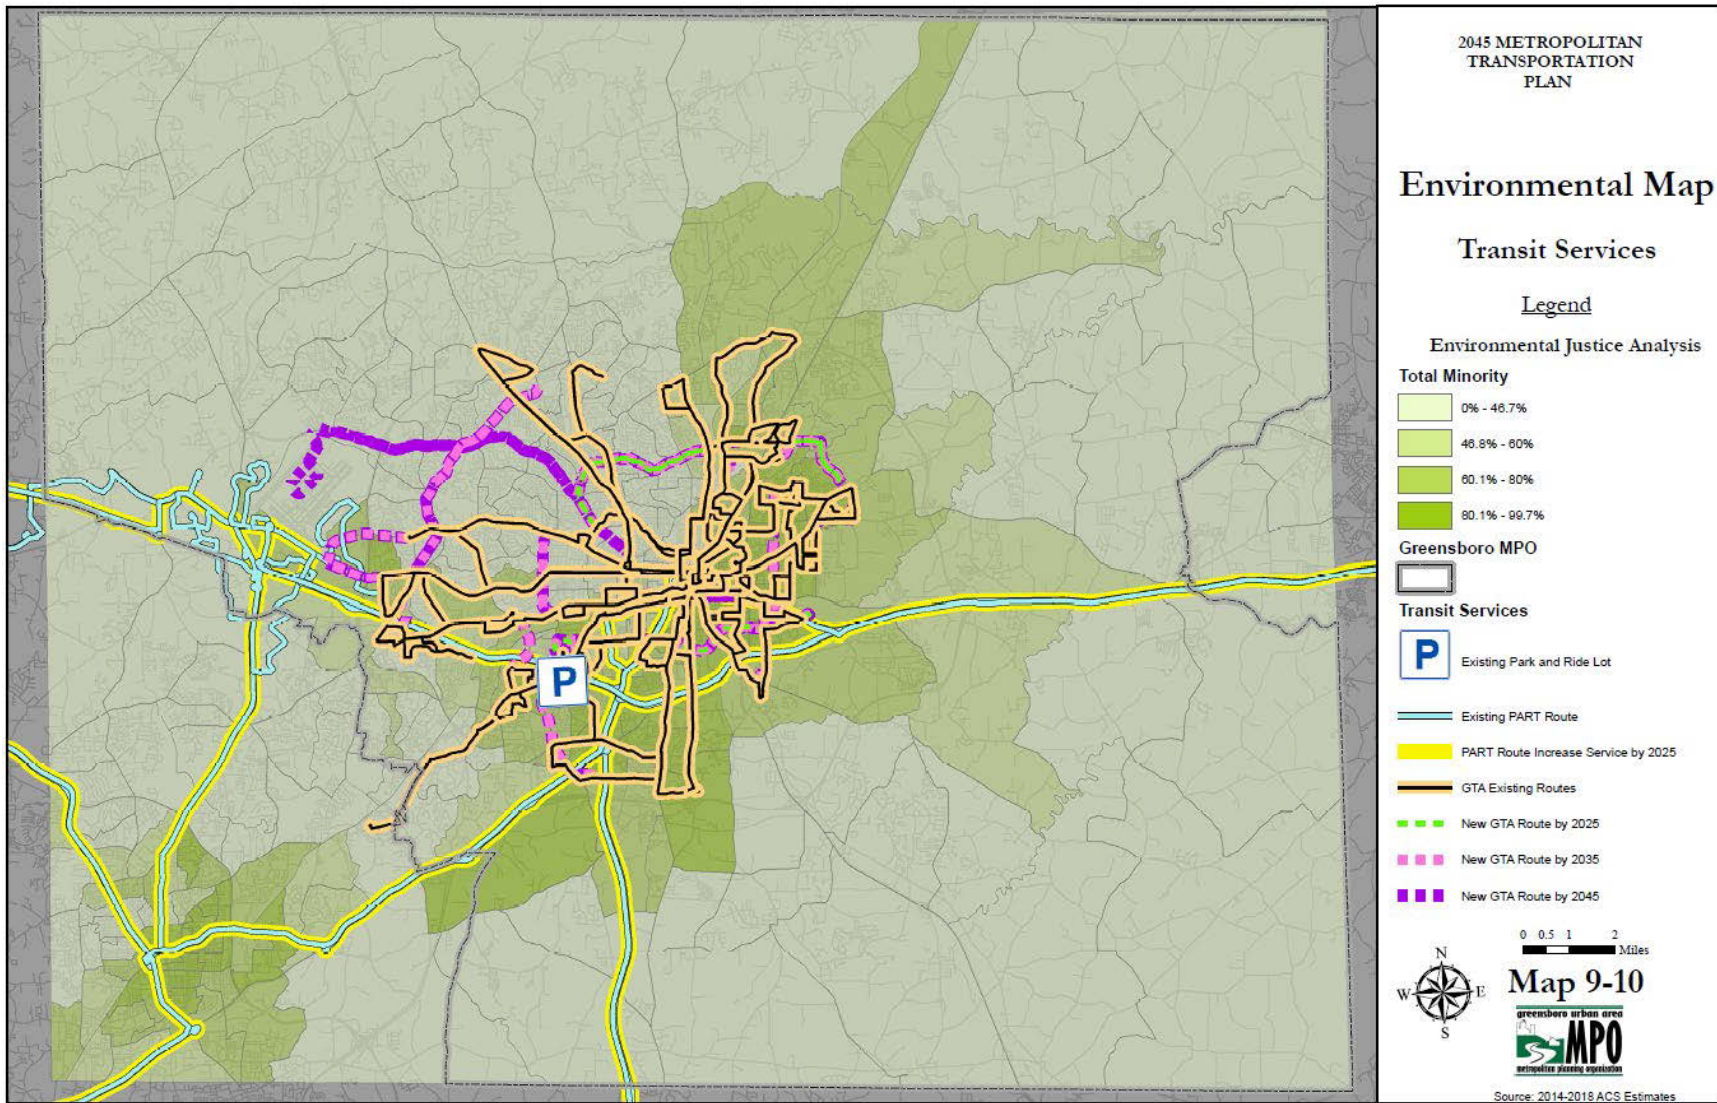 2045 METROPOLITAN
TRANSPORTATION
PLAN
Environmental Map
Transit Services
Legend
Environmental Justice Analysis
Total Minority
0% - 46.7%
46.8% - 60%
60.1% - 80%
80.1% - 99.7%
Greensboro MPO
Transit Services
P Existing Park and Ride Lot
Existing PART Route
PART Route Increase Service by 2025
GTA Existing Routes
New GTA Route by 2025
New GTA Route by 2035
New GTA Route by 2045
P
0 0.5 1 2
Miles
N
W E
S
Map 9-10
greensboro urban area
MPO
metropolitan planning organization
Source: 2014-2018 ACS Estimates